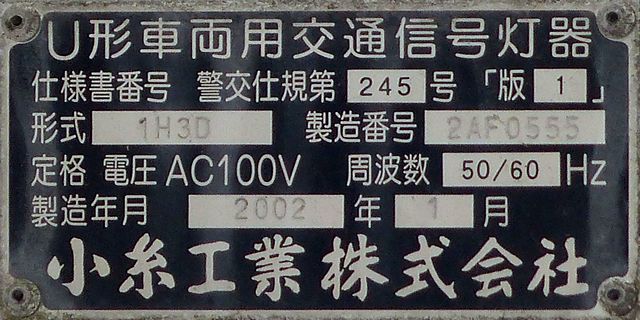 U形車両用交通信号灯器
仕様書番号 警交仕規第 245 号 「版 1 」
形式 1H3D 製造番号 2AF0555
定格 電圧 AC100V 周波数 50/60 Hz
製造年月 2002 年 1 月
小糸工業株式会社